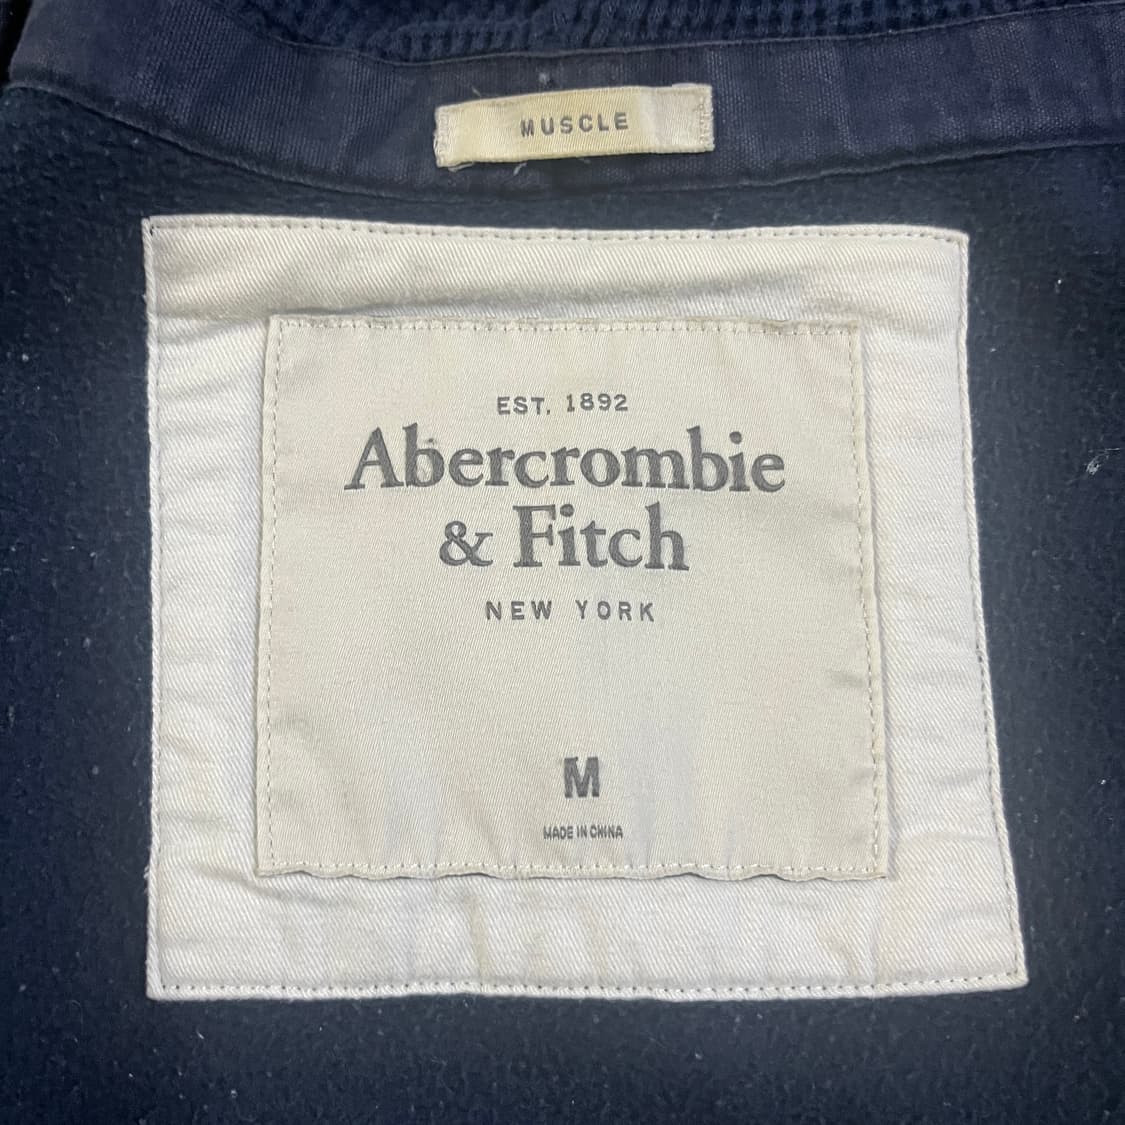 MUSCLE
EST. 1892
Abercrombie
& Fitch
NEW YORK
M
MADE IN CHINA